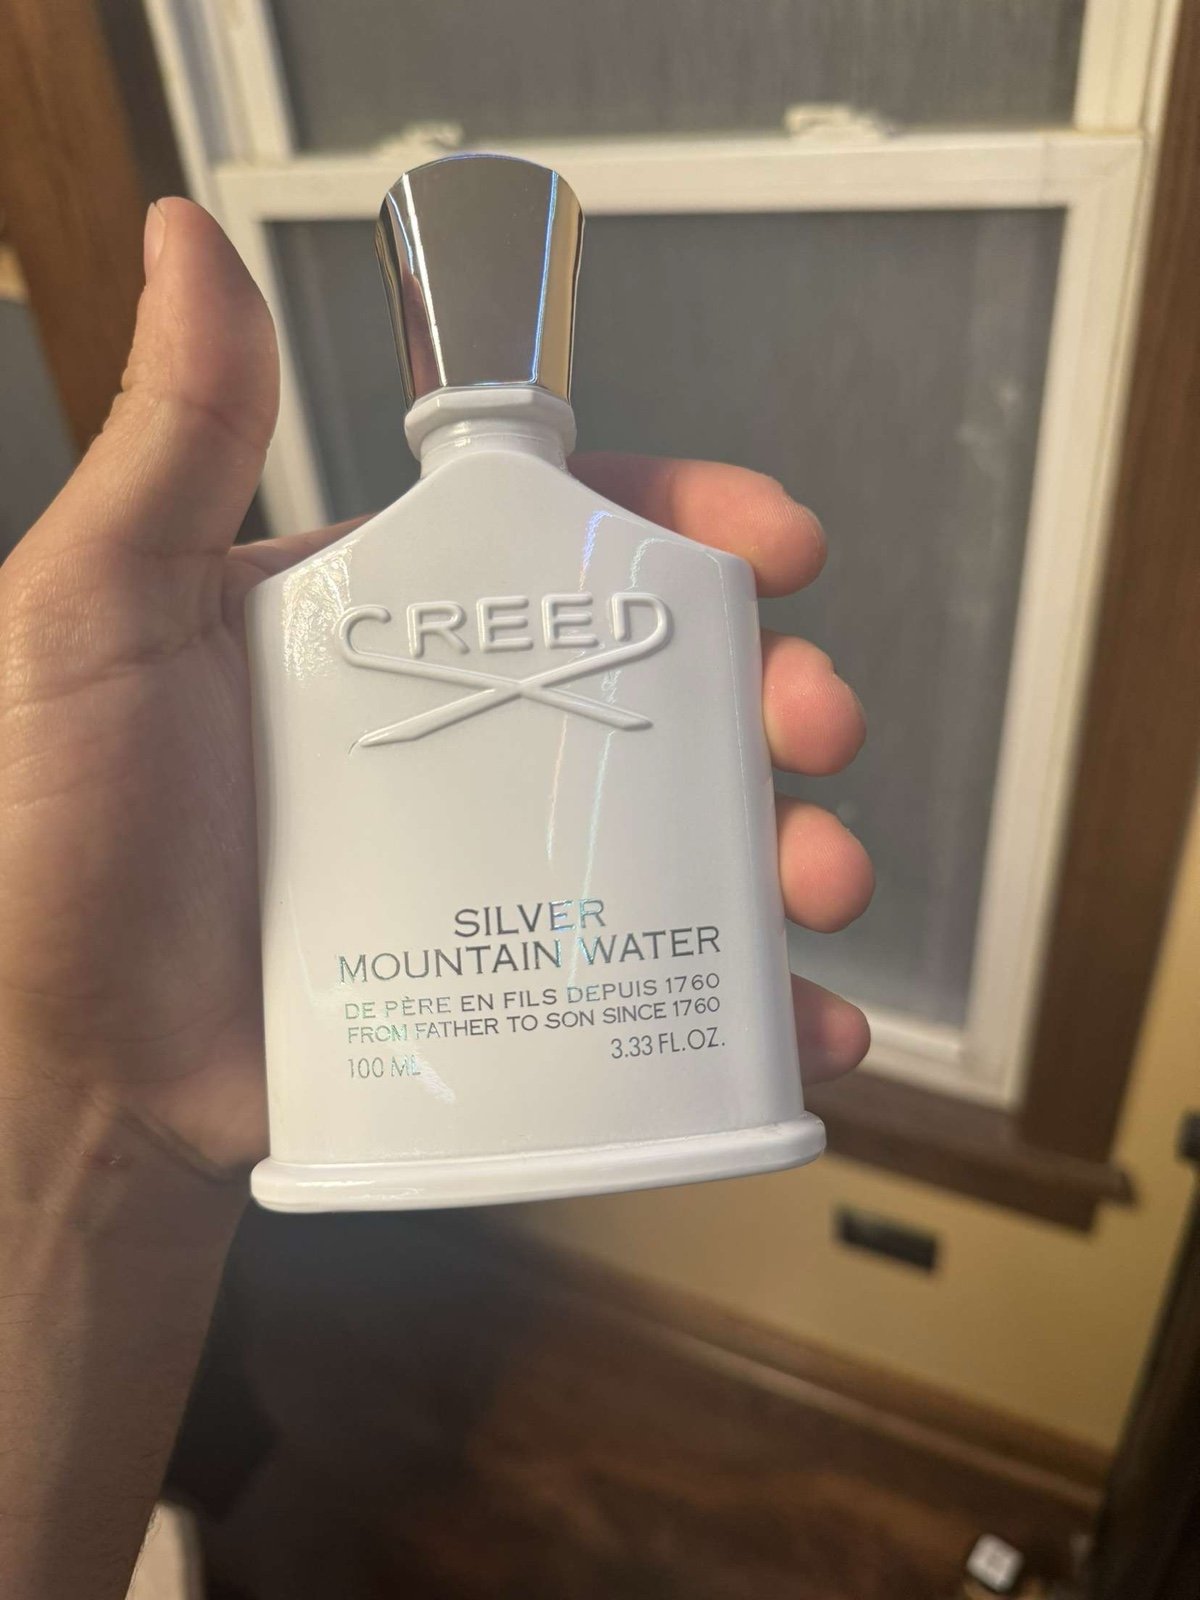 CREED
SILVER
MOUNTAIN WATER
DE PÈRE EN FILS DEPUIS 1760
FROM FATHER TO SON SINCE 1760
100 ML
3.33 FL.OZ.